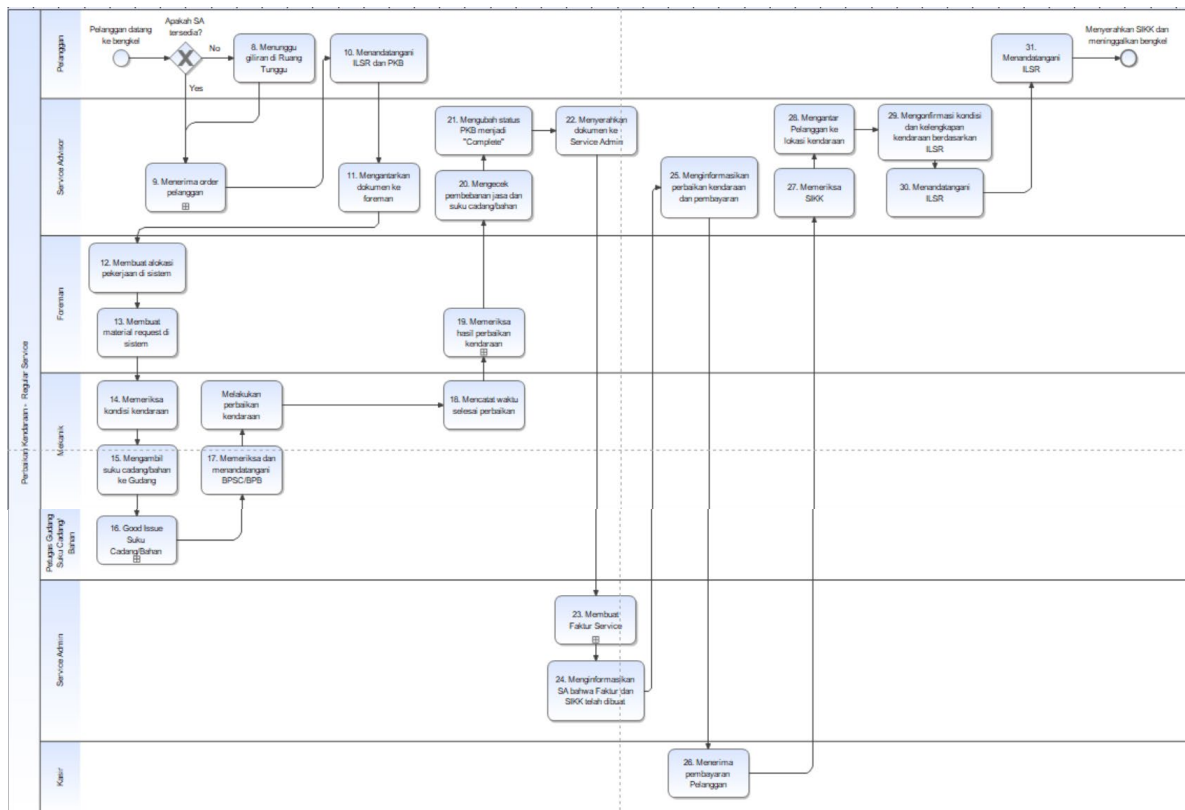 Perbaikan Kendaraan - Regular Service
Pelanggan
Pelanggan datang
ke bengkel
Apakah SA
tersedia?
No
Yes
8. Menunggu
giliran di Ruang
Tunggu
10. Menandatangani
ILSR dan PKB
31.
Menandatangani
ILSR
Menyerahkan SIKK dan
meninggalkan bengkel
Service Advisor
9. Menerima order
pelanggan
11. Mengantarkan
dokumen ke
foreman
21. Mengubah status
PKB menjadi
"Complete"
20. Mengecek
pembebanan jasa dan
suku cadang/bahan
22. Menyerahkan
dokumen ke
Service Admin
25. Menginformasikan
perbaikan kendaraan
dan pembayaran
28. Mengantar
Pelanggan ke
lokasi kendaraan
27. Memeriksa
SIKK
29. Mengonfirmasi kondisi
dan kelengkapan
kendaraan berdasarkan
ILSR
30. Menandatangani
ILSR
Foreman
12. Membuat alokasi
pekerjaan di sistem
13. Membuat
material request di
sistem
19. Memeriksa
hasil perbaikan
kendaraan
Mekanik
14. Memeriksa
kondisi kendaraan
Melakukan
perbaikan
kendaraan
18. Mencatat waktu
selesai perbaikan
15. Mengambil
suku cadang/bahan
ke Gudang
17. Memeriksa dan
menandatangani
BPSC/BPB
Petugas Gudang
Suku Cadang/
Bahan
16. Good Issue
Suku
Cadang/Bahan
Service Admin
23. Membuat
Faktur Service
24. Menginformasikan
SA bahwa Faktur dan
SIKK telah dibuat
Kasir
26. Menerima
pembayaran
Pelanggan